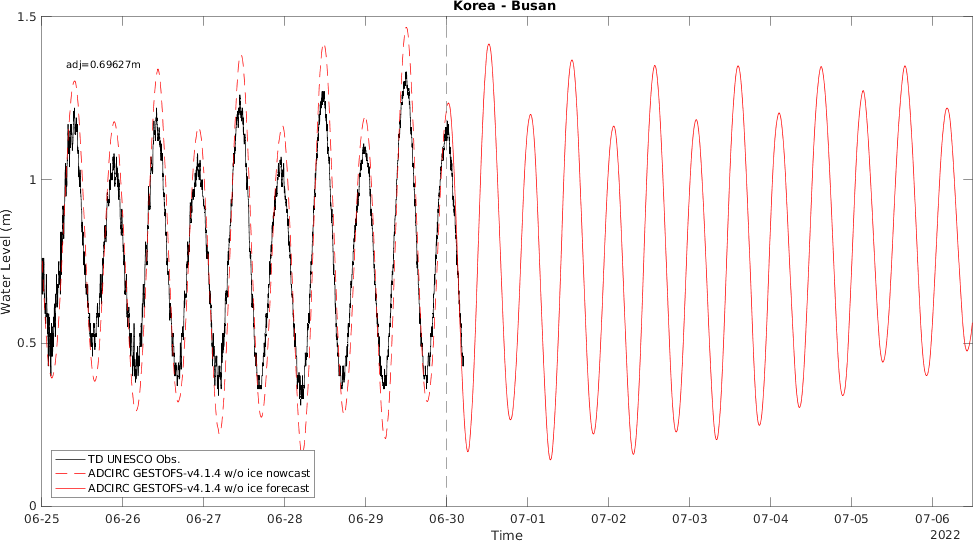 Korea - Busan
adj=0.69627m
Water Level (m)
1.5
1
0.5
0
TD UNESCO Obs.
ADCIRC GESTOFS-v4.1.4 w/o ice nowcast
ADCIRC GESTOFS-v4.1.4 w/o ice forecast
06-25 06-26 06-27 06-28 06-29 06-30 07-01 07-02 07-03 07-04 07-05 07-06
Time
2022